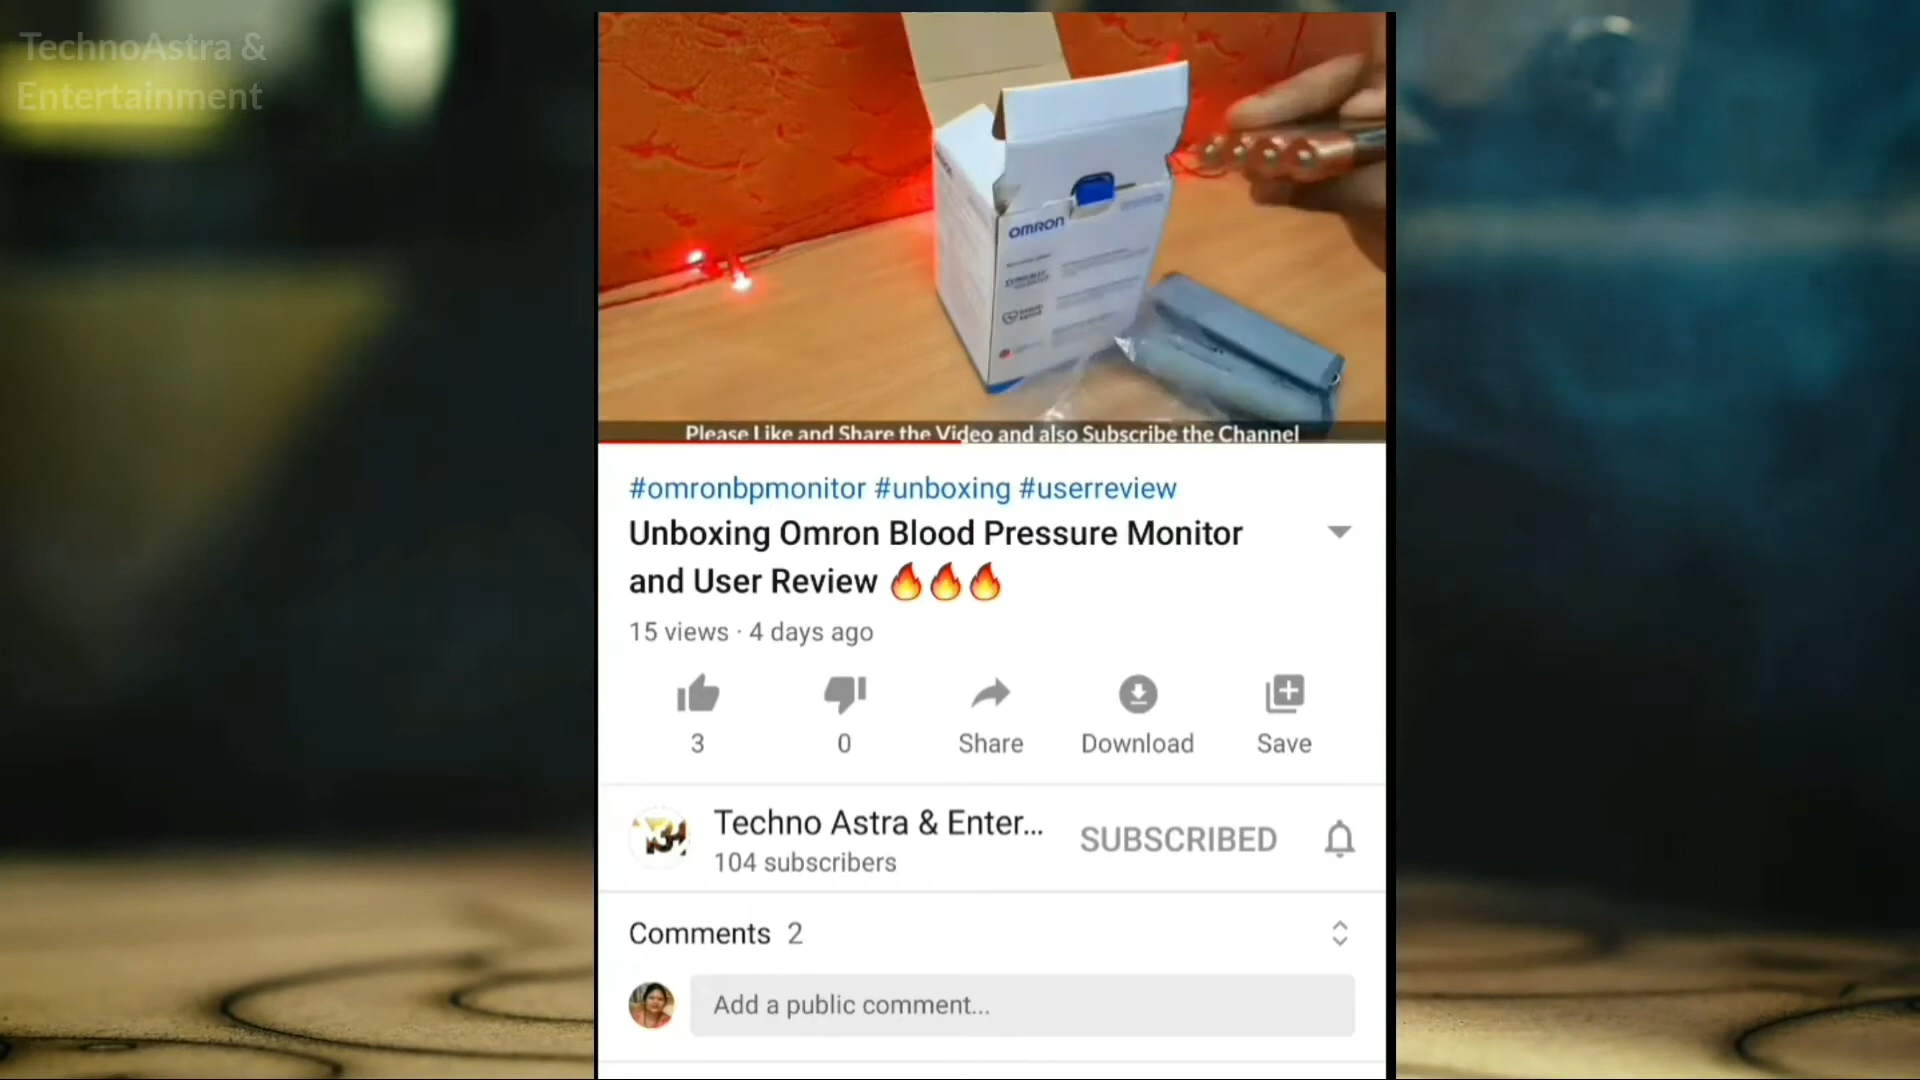 TechnoAstra &
Entertainment
OMRON
Please Like and Share the Video and also Subscribe the Channel
#omronbpmonitor #unboxing #userreview
Unboxing Omron Blood Pressure Monitor
and User Review 🔥🔥🔥
15 views · 4 days ago
3
0
Share
Download
Save
Techno Astra & Enter...
SUBSCRIBED
104 subscribers
Comments 2
Add a public comment...